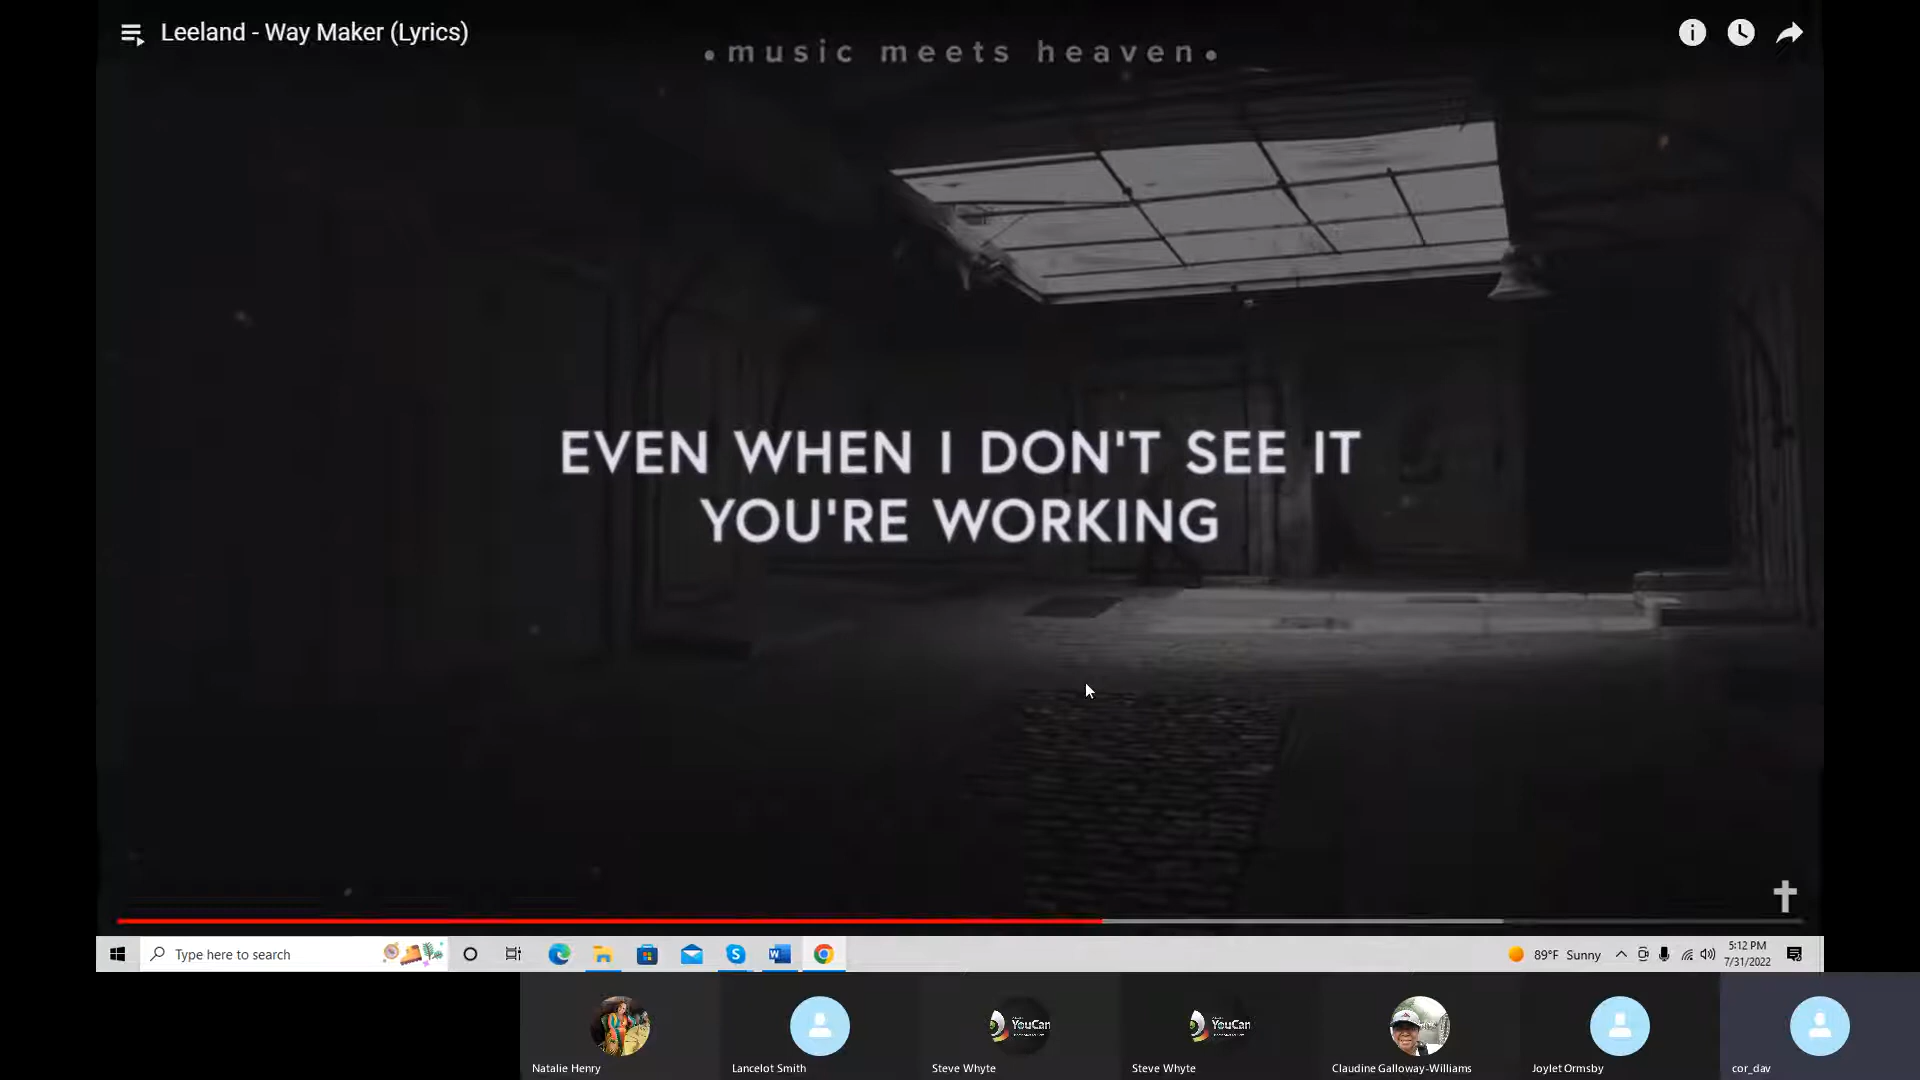 Leeland - Way Maker (Lyrics)
•music meets heaven•
EVEN WHEN I DON'T SEE IT
YOU'RE WORKING
Type here to search
89°F Sunny
5:12 PM
7/31/2022
YouCan
YouCan
Natalie Henry
Lancelot Smith
Steve Whyte
Steve Whyte
Claudine Galloway-Williams
Joylet Ormsby
cor_dav